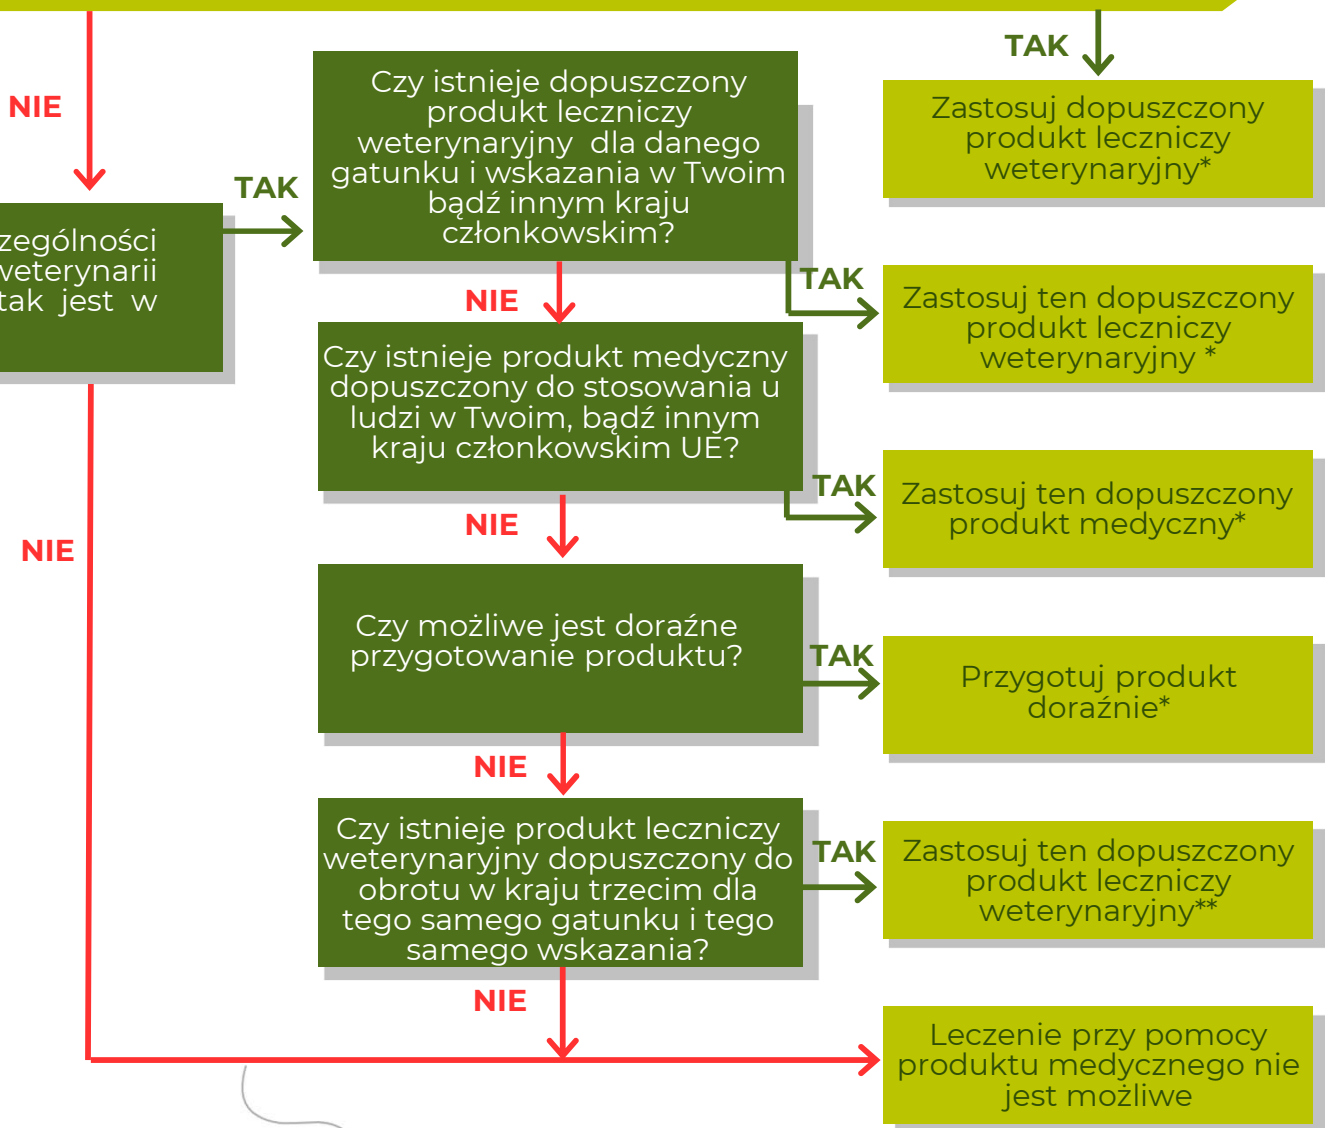 TAK
NIE
Czy istnieje dopuszczony
produkt leczniczy
weterynaryjny dla danego
gatunku i wskazania w Twoim
bądź innym kraju
członkowskim?
Zastosuj dopuszczony
produkt leczniczy
weterynaryjny*
TAK
zególności
weterynarii
tak jest w
NIE
TAK
Zastosuj ten dopuszczony
produkt leczniczy
weterynaryjny *
Czy istnieje produkt medyczny
dopuszczony do stosowania u
ludzi w Twoim, bądź innym
kraju członkowskim UE?
TAK
Zastosuj ten dopuszczony
produkt medyczny*
NIE
NIE
Czy możliwe jest doraźne
przygotowanie produktu?
TAK
Przygotuj produkt
doraźnie*
NIE
Czy istnieje produkt leczniczy
weterynaryjny dopuszczony do
obrotu w kraju trzecim dla
tego samego gatunku i tego
samego wskazania?
TAK
Zastosuj ten dopuszczony
produkt leczniczy
weterynaryjny**
NIE
Leczenie przy pomocy
produktu medycznego nie
jest możliwe